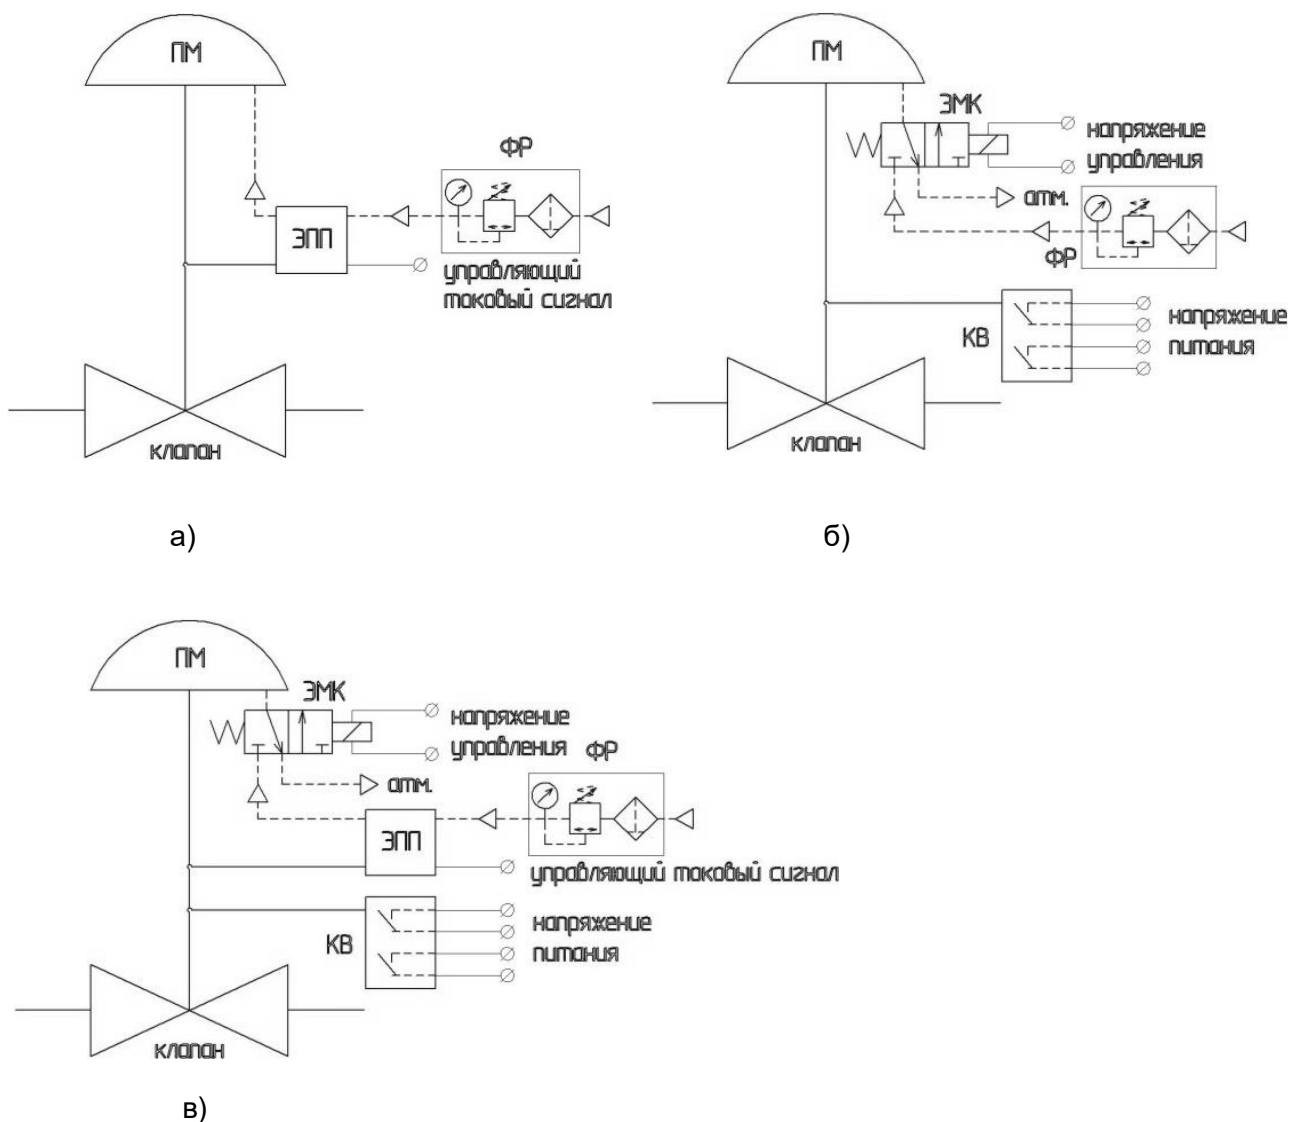 ПМ
ФР
ЭПП
управляющий
токовый сигнал
клапан
а)
ПМ
ЭМК
напряжение
управления
атм.
ФР
КВ
напряжение
питания
клапан
б)
ПМ
ЭМК
напряжение
управления
ФР
атм.
ЭПП
управляющий токовый сигнал
КВ
напряжение
питания
клапан
в)